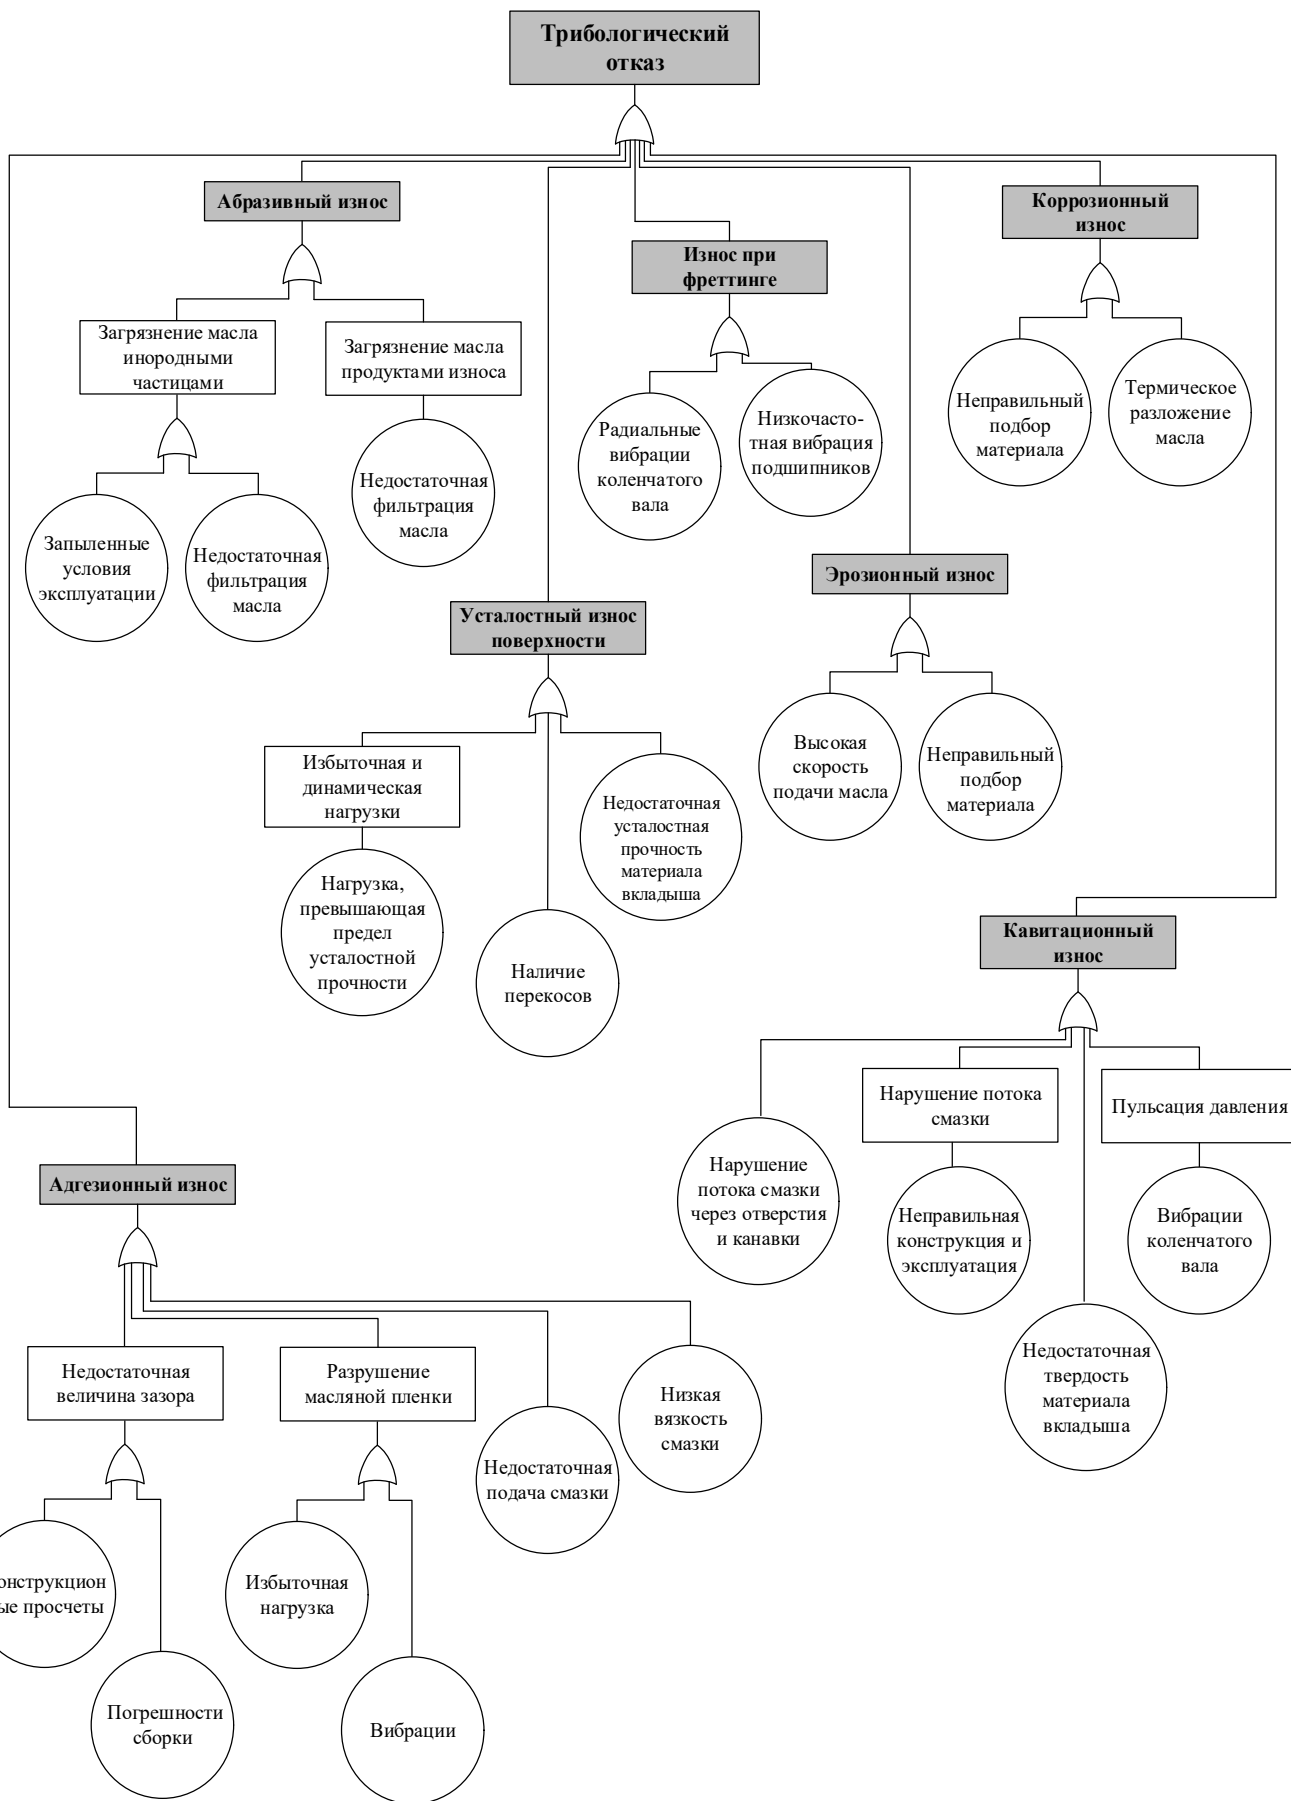 Трибологический
отказ
Абразивный износ
Коррозионный
износ
Износ при
фреттинге
Загрязнение масла
инородными
частицами
Загрязнение масла
продуктами износа
Неправильный
подбор
материала
Термическое
разложение
масла
Радиальные
вибрации
коленчатого
вала
Низкочасто-
тная вибрация
подшипников
Недостаточная
фильтрация
масла
Запыленные
условия
эксплуатации
Недостаточная
фильтрация
масла
Эрозионный износ
Усталостный износ
поверхности
Избыточная и
динамическая
нагрузки
Недостаточная
усталостная
прочность
материала
вкладыша
Высокая
скорость
подачи масла
Неправильный
подбор
материала
Нагрузка,
превышающая
предел
усталостной
прочности
Наличие
перекосов
Кавитационный
износ
Нарушение потока
смазки
Пульсация давления
Адгезионный износ
Нарушение
потока смазки
через отверстия
и канавки
Неправильная
конструкция и
эксплуатация
Вибрации
коленчатого
вала
Недостаточная
твердость
материала
вкладыша
Недостаточная
величина зазора
Разрушение
масляной пленки
Низкая
вязкость
смазки
Недостаточная
подача смазки
онструкцион
ые просчеты
Избыточная
нагрузка
Погрешности
сборки
Вибрации